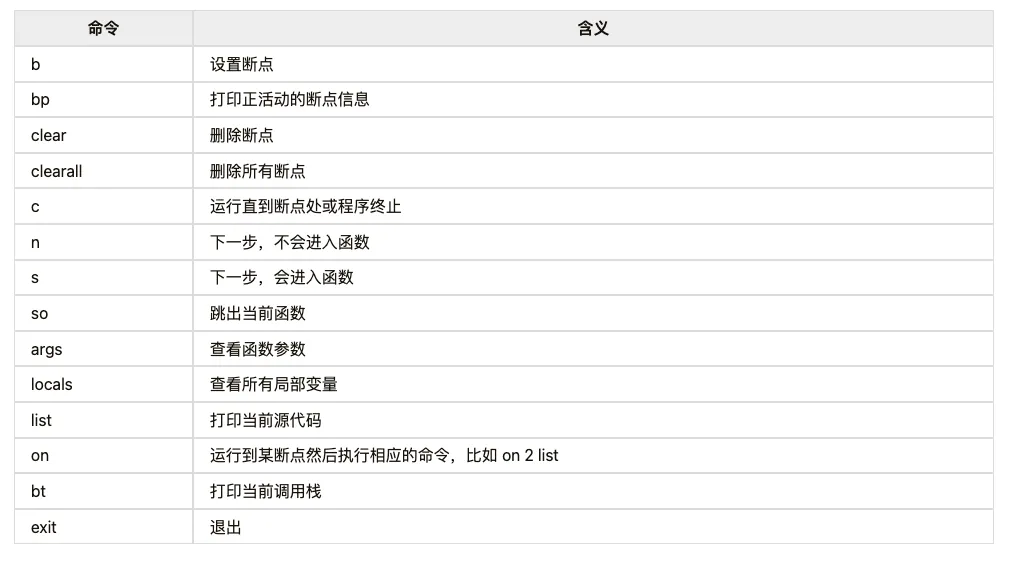 命令 含义
b 设置断点
bp 打印正活动的断点信息
clear 删除断点
clearall 删除所有断点
c 运行直到断点处或程序终止
n 下一步，不会进入函数
s 下一步，会进入函数
so 跳出当前函数
args 查看函数参数
locals 查看所有局部变量
list 打印当前源代码
on 运行到某断点然后执行相应的命令，比如 on 2 list
bt 打印当前调用栈
exit 退出